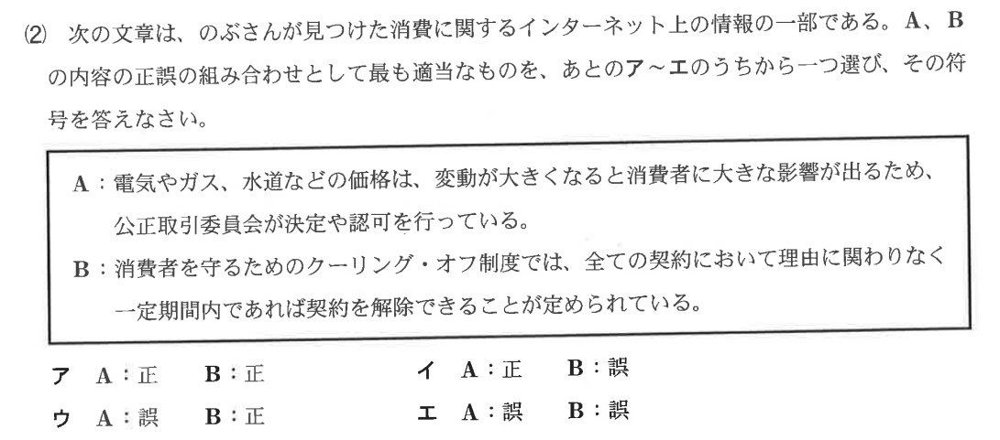 (2) 次の文章は、のぶさんが見つけた消費に関するインターネット上の情報の一部である。A、B
の内容の正誤の組み合わせとして最も適当なものを、あとのア～エのうちから一つ選び、その符
号を答えなさい。
A：電気やガス、水道などの価格は、変動が大きくなると消費者に大きな影響が出るため、
公正取引委員会が決定や認可を行っている。
B：消費者を守るためのクーリング・オフ制度では、全ての契約において理由に関わりなく
一定期間内であれば契約を解除できることが定められている。
ア A：正 B：正 イ A：正 B：誤
ウ A：誤 B：正 エ A：誤 B：誤